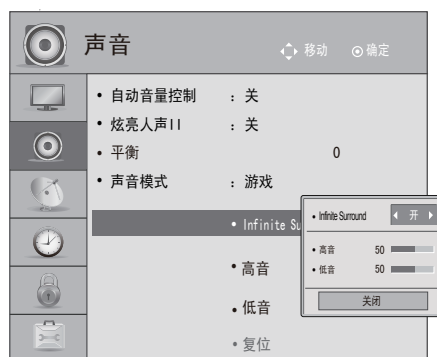 声音
移动 确定
• 自动音量控制 : 关
• 炫亮人声II : 关
• 平衡 0
• 声音模式 : 游戏
• Infinite Su
• 高音
• 低音
• 复位
• Infinite Surround 开
• 高音 50
• 低音 50
关闭